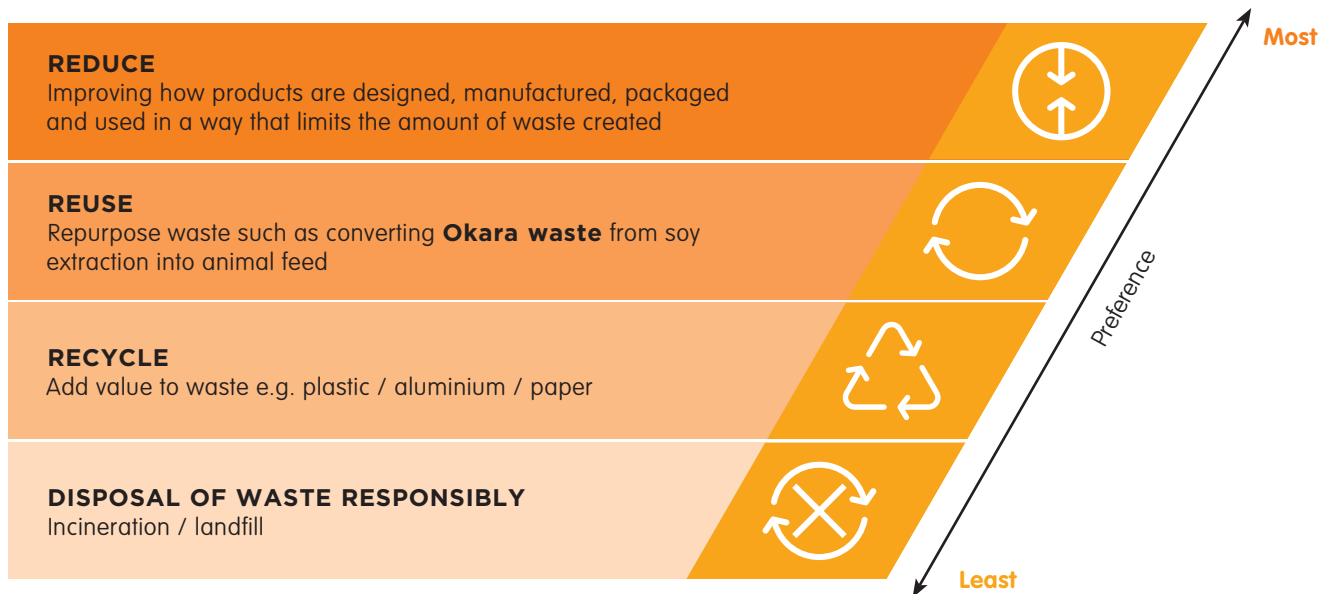 Most
REDUCE
Improving how products are designed, manufactured, packaged
and used in a way that limits the amount of waste created
REUSE
Repurpose waste such as converting Okara waste from soy
extraction into animal feed
Preference
RECYCLE
Add value to waste e.g. plastic / aluminium / paper
DISPOSAL OF WASTE RESPONSIBLY
Incineration / landfill
Least